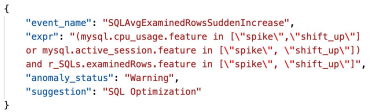 {
"event_name": "SQLAvgExaminedRowsSuddenIncrease",
"expr": "(mysql.cpu_usage.feature in [\"spike\",\"shift_up\"]
or mysql.active_session.feature in [\"spike\", \"shift_up\"])
and r_SQLs.examinedRows.feature in [\"spike\", \"shift_up\"]",
"anomaly_status": "Warning",
"suggestion": "SQL Optimization"
}